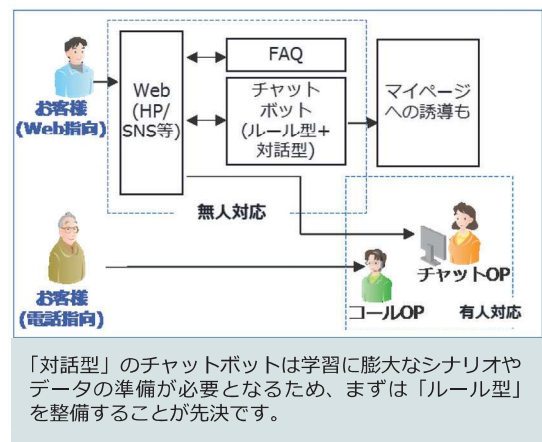 お客様
(Web指向)
Web
(HP/
SNS等)
FAQ
チャット
ボット
(ルール型+
対話型)
マイページ
への誘導も
無人対応
お客様
(電話指向)
チャットOP
コールOP
有人対応
「対話型」のチャットボットは学習に膨大なシナリオや
データの準備が必要となるため、まずは「ルール型」
を整備することが先決です。